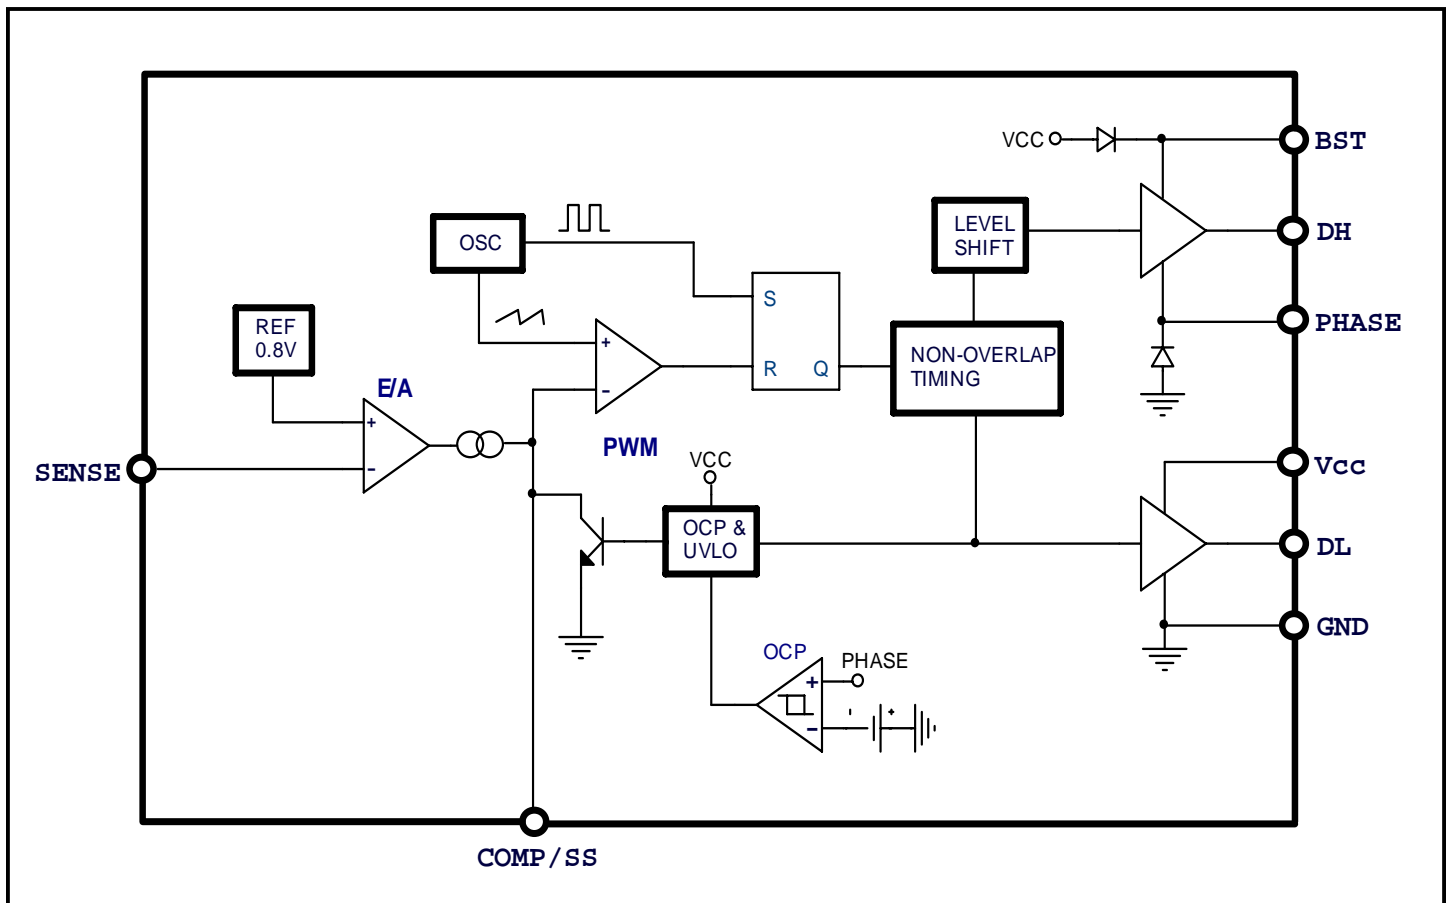 VCC
BST
LEVEL
SHIFT
DH
OSC
S
REF
0.8V
+
PHASE
NON-OVERLAP
TIMING
R
Q
E/A
-
+
PWM
VCC
Vcc
SENSE
-
OCP &
UVLO
DL
GND
OCP
PHASE
+
- +
-
COMP/SS